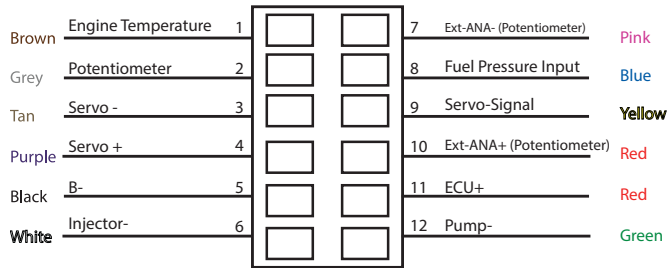 Brown Engine Temperature 1 7 Ext-ANA- (Potentiometer) Pink
Grey Potentiometer 2 8 Fuel Pressure Input Blue
Tan Servo - 3 9 Servo-Signal Yellow
Purple Servo + 4 10 Ext-ANA+ (Potentiometer) Red
Black B- 5 11 ECU+ Red
White Injector- 6 12 Pump- Green